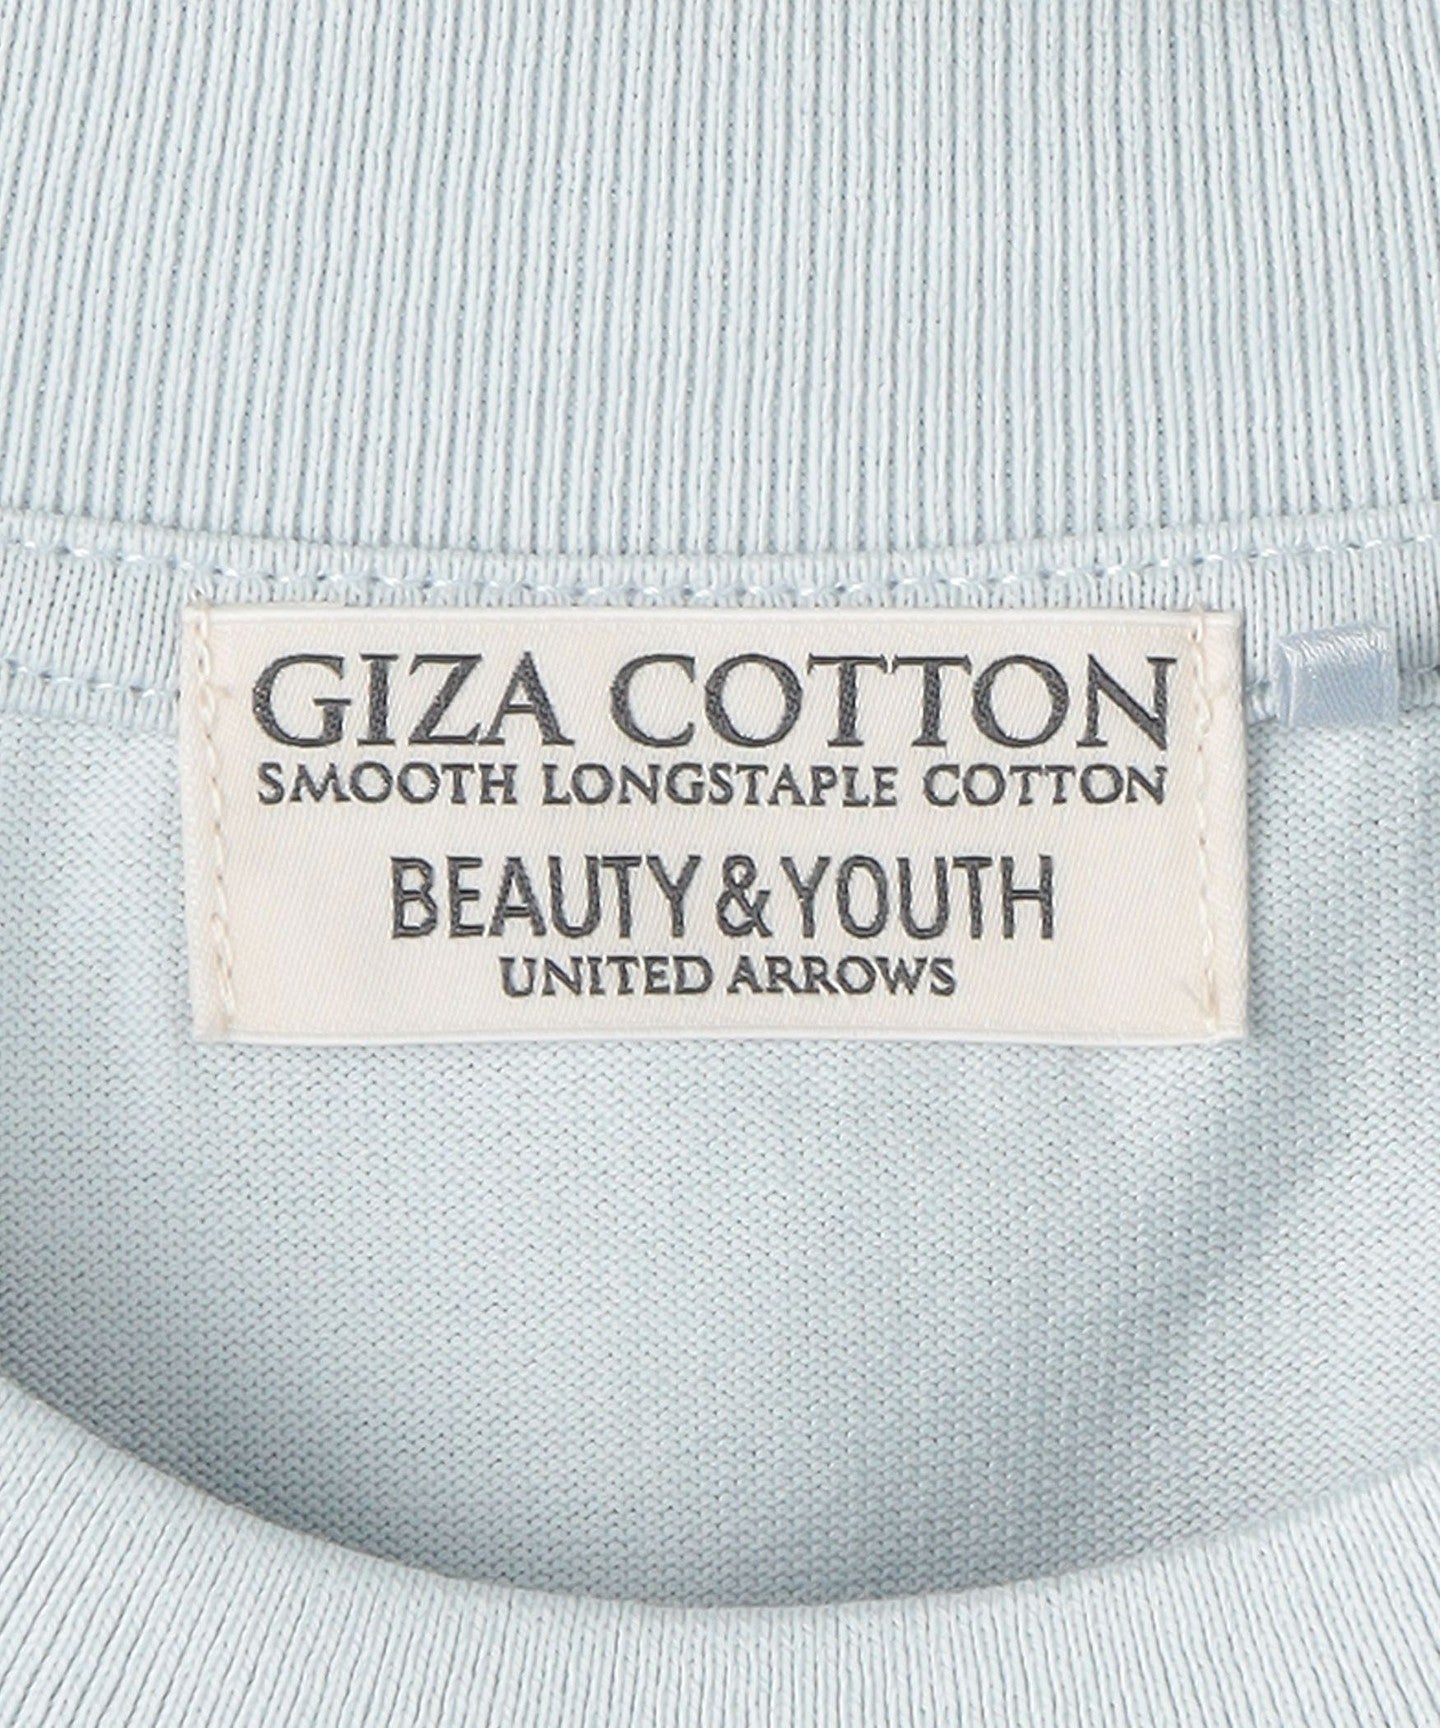 GIZA COTTON
SMOOTH LONGSTAPLE COTTON
BEAUTY & YOUTH
UNITED ARROWS